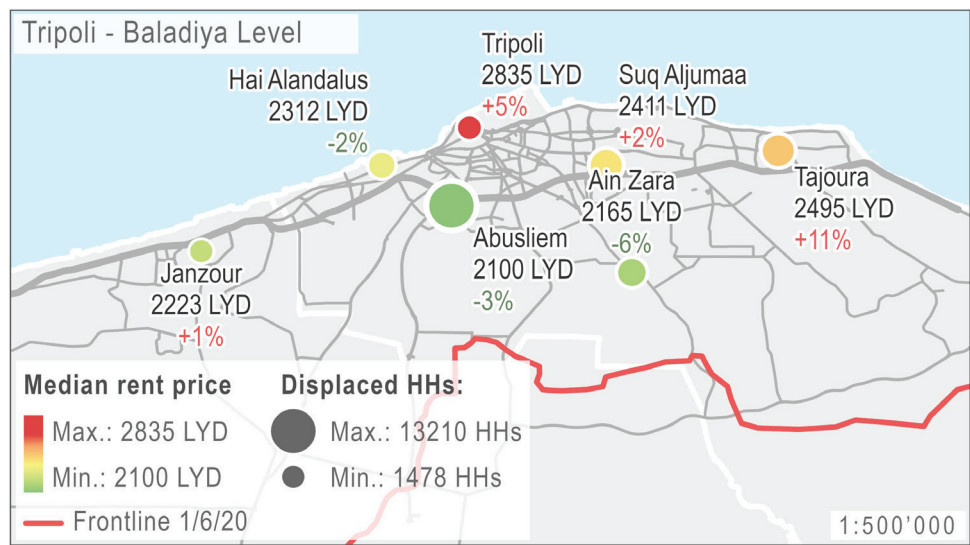 Tripoli - Baladiya Level
Tripoli
2835 LYD
+5%
Hai Alandalus
2312 LYD
-2%
Suq Aljumaa
2411 LYD
+2%
Ain Zara
2165 LYD
-6%
Tajoura
2495 LYD
+11%
Abusliem
2100 LYD
-3%
Janzour
2223 LYD
+1%
Median rent price
Max.: 2835 LYD
Min.: 2100 LYD
Displaced HHs:
Max.: 13210 HHs
Min.: 1478 HHs
Frontline 1/6/20
1:500'000